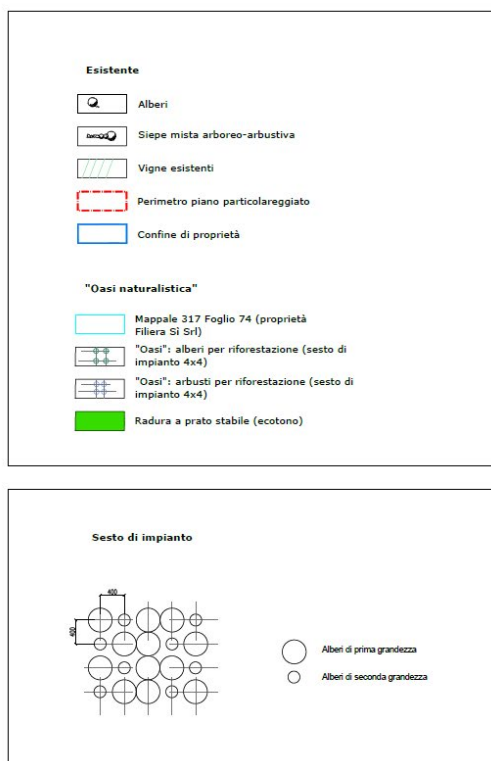 Esistente
Alberi
Siepe mista arboreo-arbustiva
Vigne esistenti
Perimetro piano particolareggiato
Confine di proprietà
"Oasi naturalistica"
Mappale 317 Foglio 74 (proprietà
Filiera Sì Srl)
"Oasi": alberi per riforestazione (sesto di
impianto 4x4)
"Oasi": arbusti per riforestazione (sesto di
impianto 4x4)
Radura a prato stabile (ecotono)
Sesto di impianto
400
400
Alberi di prima grandezza
Alberi di seconda grandezza